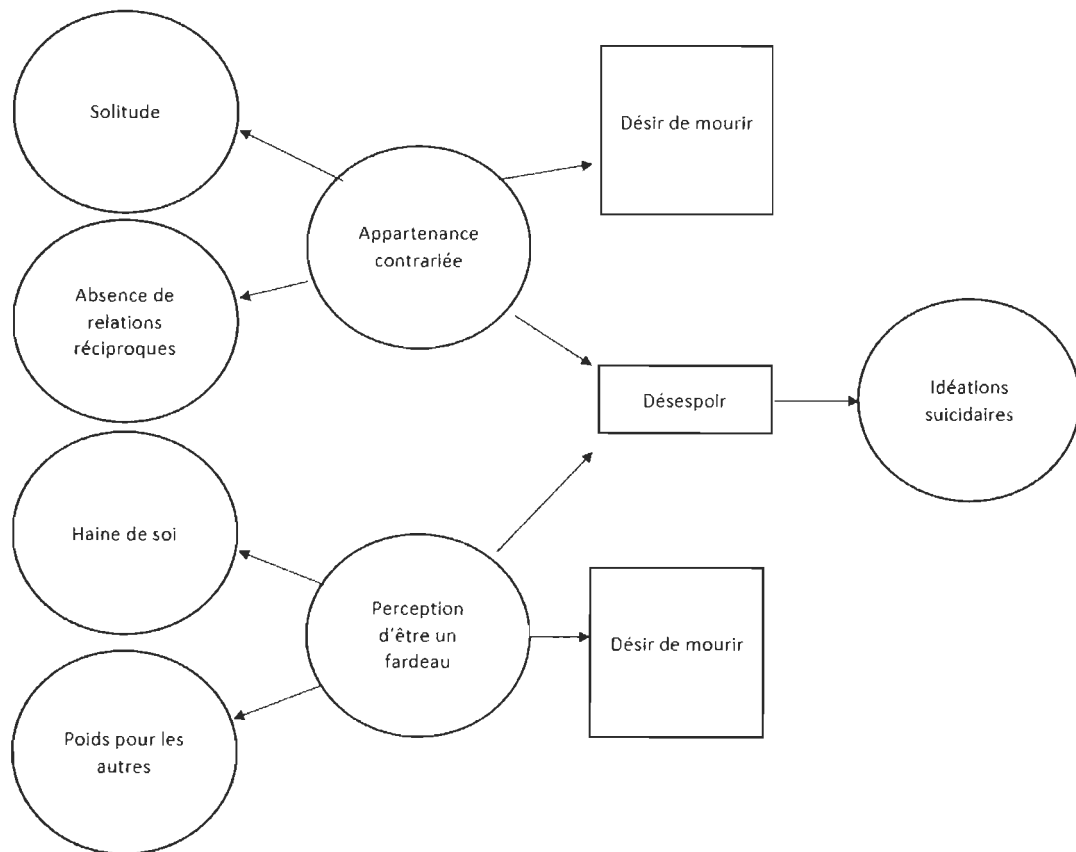 Solitude
Désir de mourir
Appartenance
contrariée
Absence de
relations
réciproques
Désespoir
Idéations
suicidaires
Haine de soi
Perception
d'être un
fardeau
Désir de mourir
Poids pour les
autres